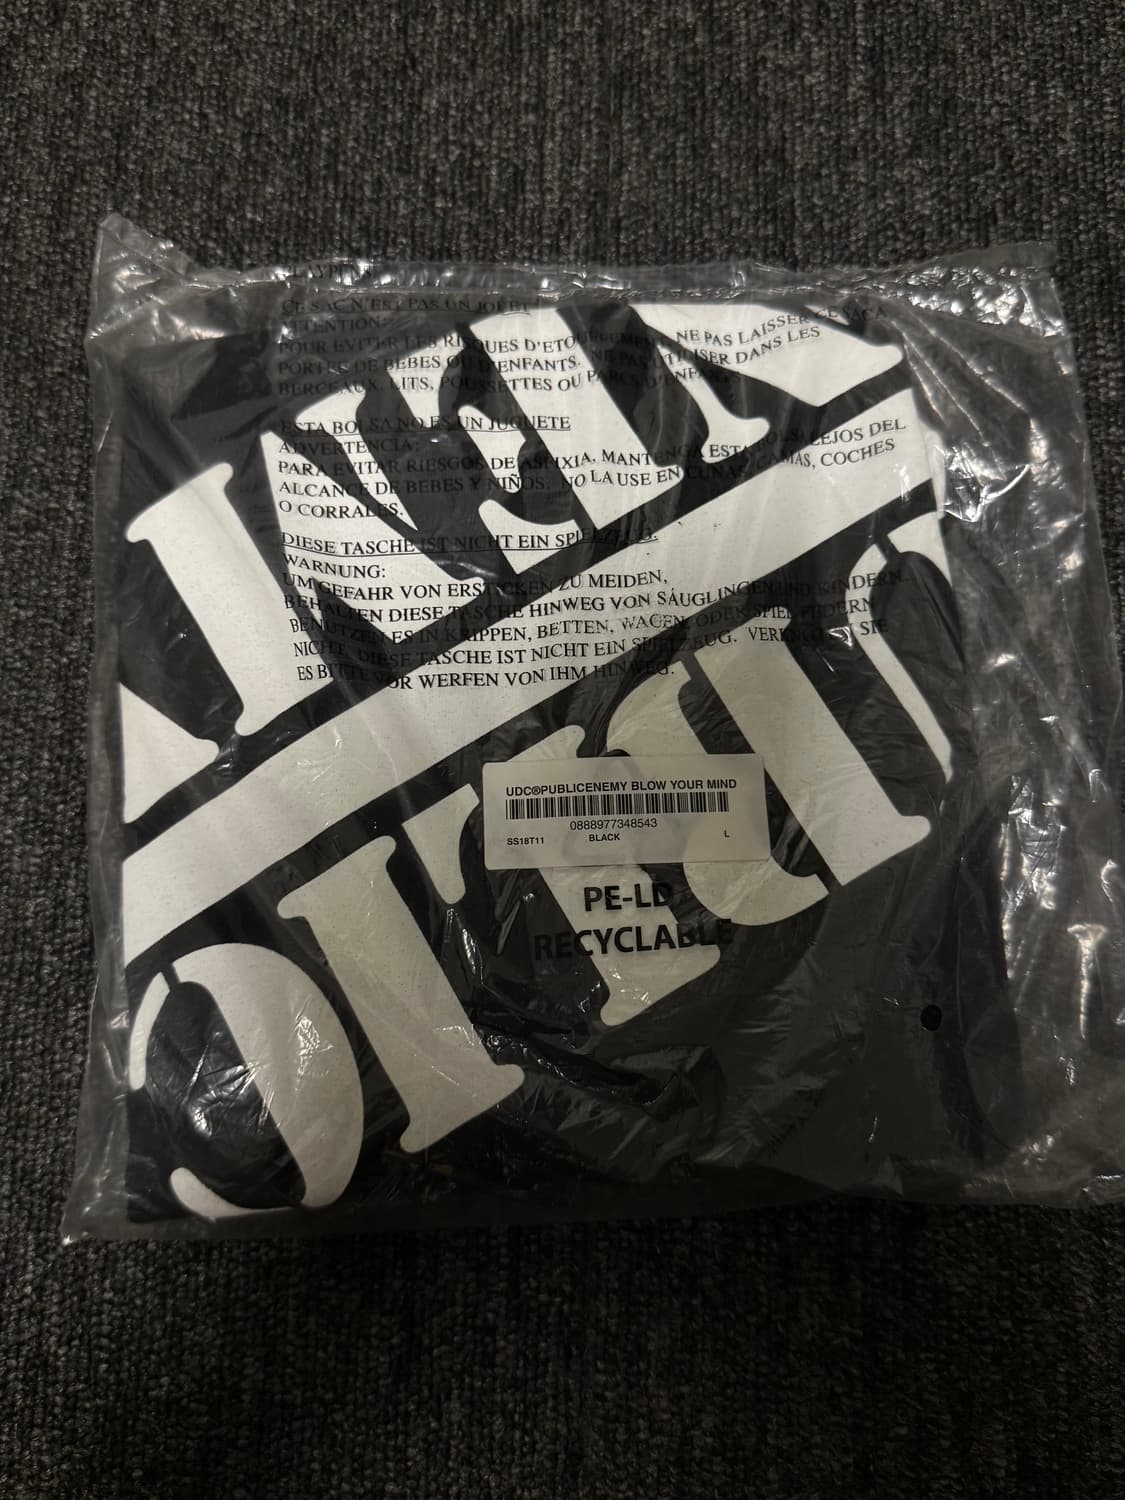 CE SAC N'EST PAS UN JOUET
ATTENTION:
POUR EVITER LES RISQUES D'ETOUFFEMENT, NE PAS LAISSER CE SAC A
PORTEE DE BEBES OU D'ENFANTS. NE PAS UTILISER DANS LES
BERCEAUX, LITS, POUSSETTES OU PARCS D'ENFANTS.
ESTA BOLSA NO ES UN JUGUETE
ADVERTENCIA:
PARA EVITAR RIESGOS DE ASFIXIA, MANTENGA ESTA BOLSA LEJOS DEL
ALCANCE DE BEBES Y NIÑOS. NO LA USE EN CUNAS, CAMAS, COCHES
O CORRALES.
DIESE TASCHE IST NICHT EIN SPIELZEUG.
WARNUNG:
UM GEFAHR VON ERSTICKEN ZU MEIDEN,
BEHALTEN DIESE TASCHE HINWEG VON SÄUGLINGEN UND KINDERN.
BENUTZEN ES IN KRIPPEN, BETTEN, WAGEN, ODER SPIEL FEDERN
NICHT. DIESE TASCHE IST NICHT EIN SPIELZEUG. VERKNOTEN SIE
ES BITTE VOR WERFEN VON IHM HINWEG.
UDC®PUBLICENEMY BLOW YOUR MIND
0888977348543
SS18T11 BLACK L
PE-LD
RECYCLABLE